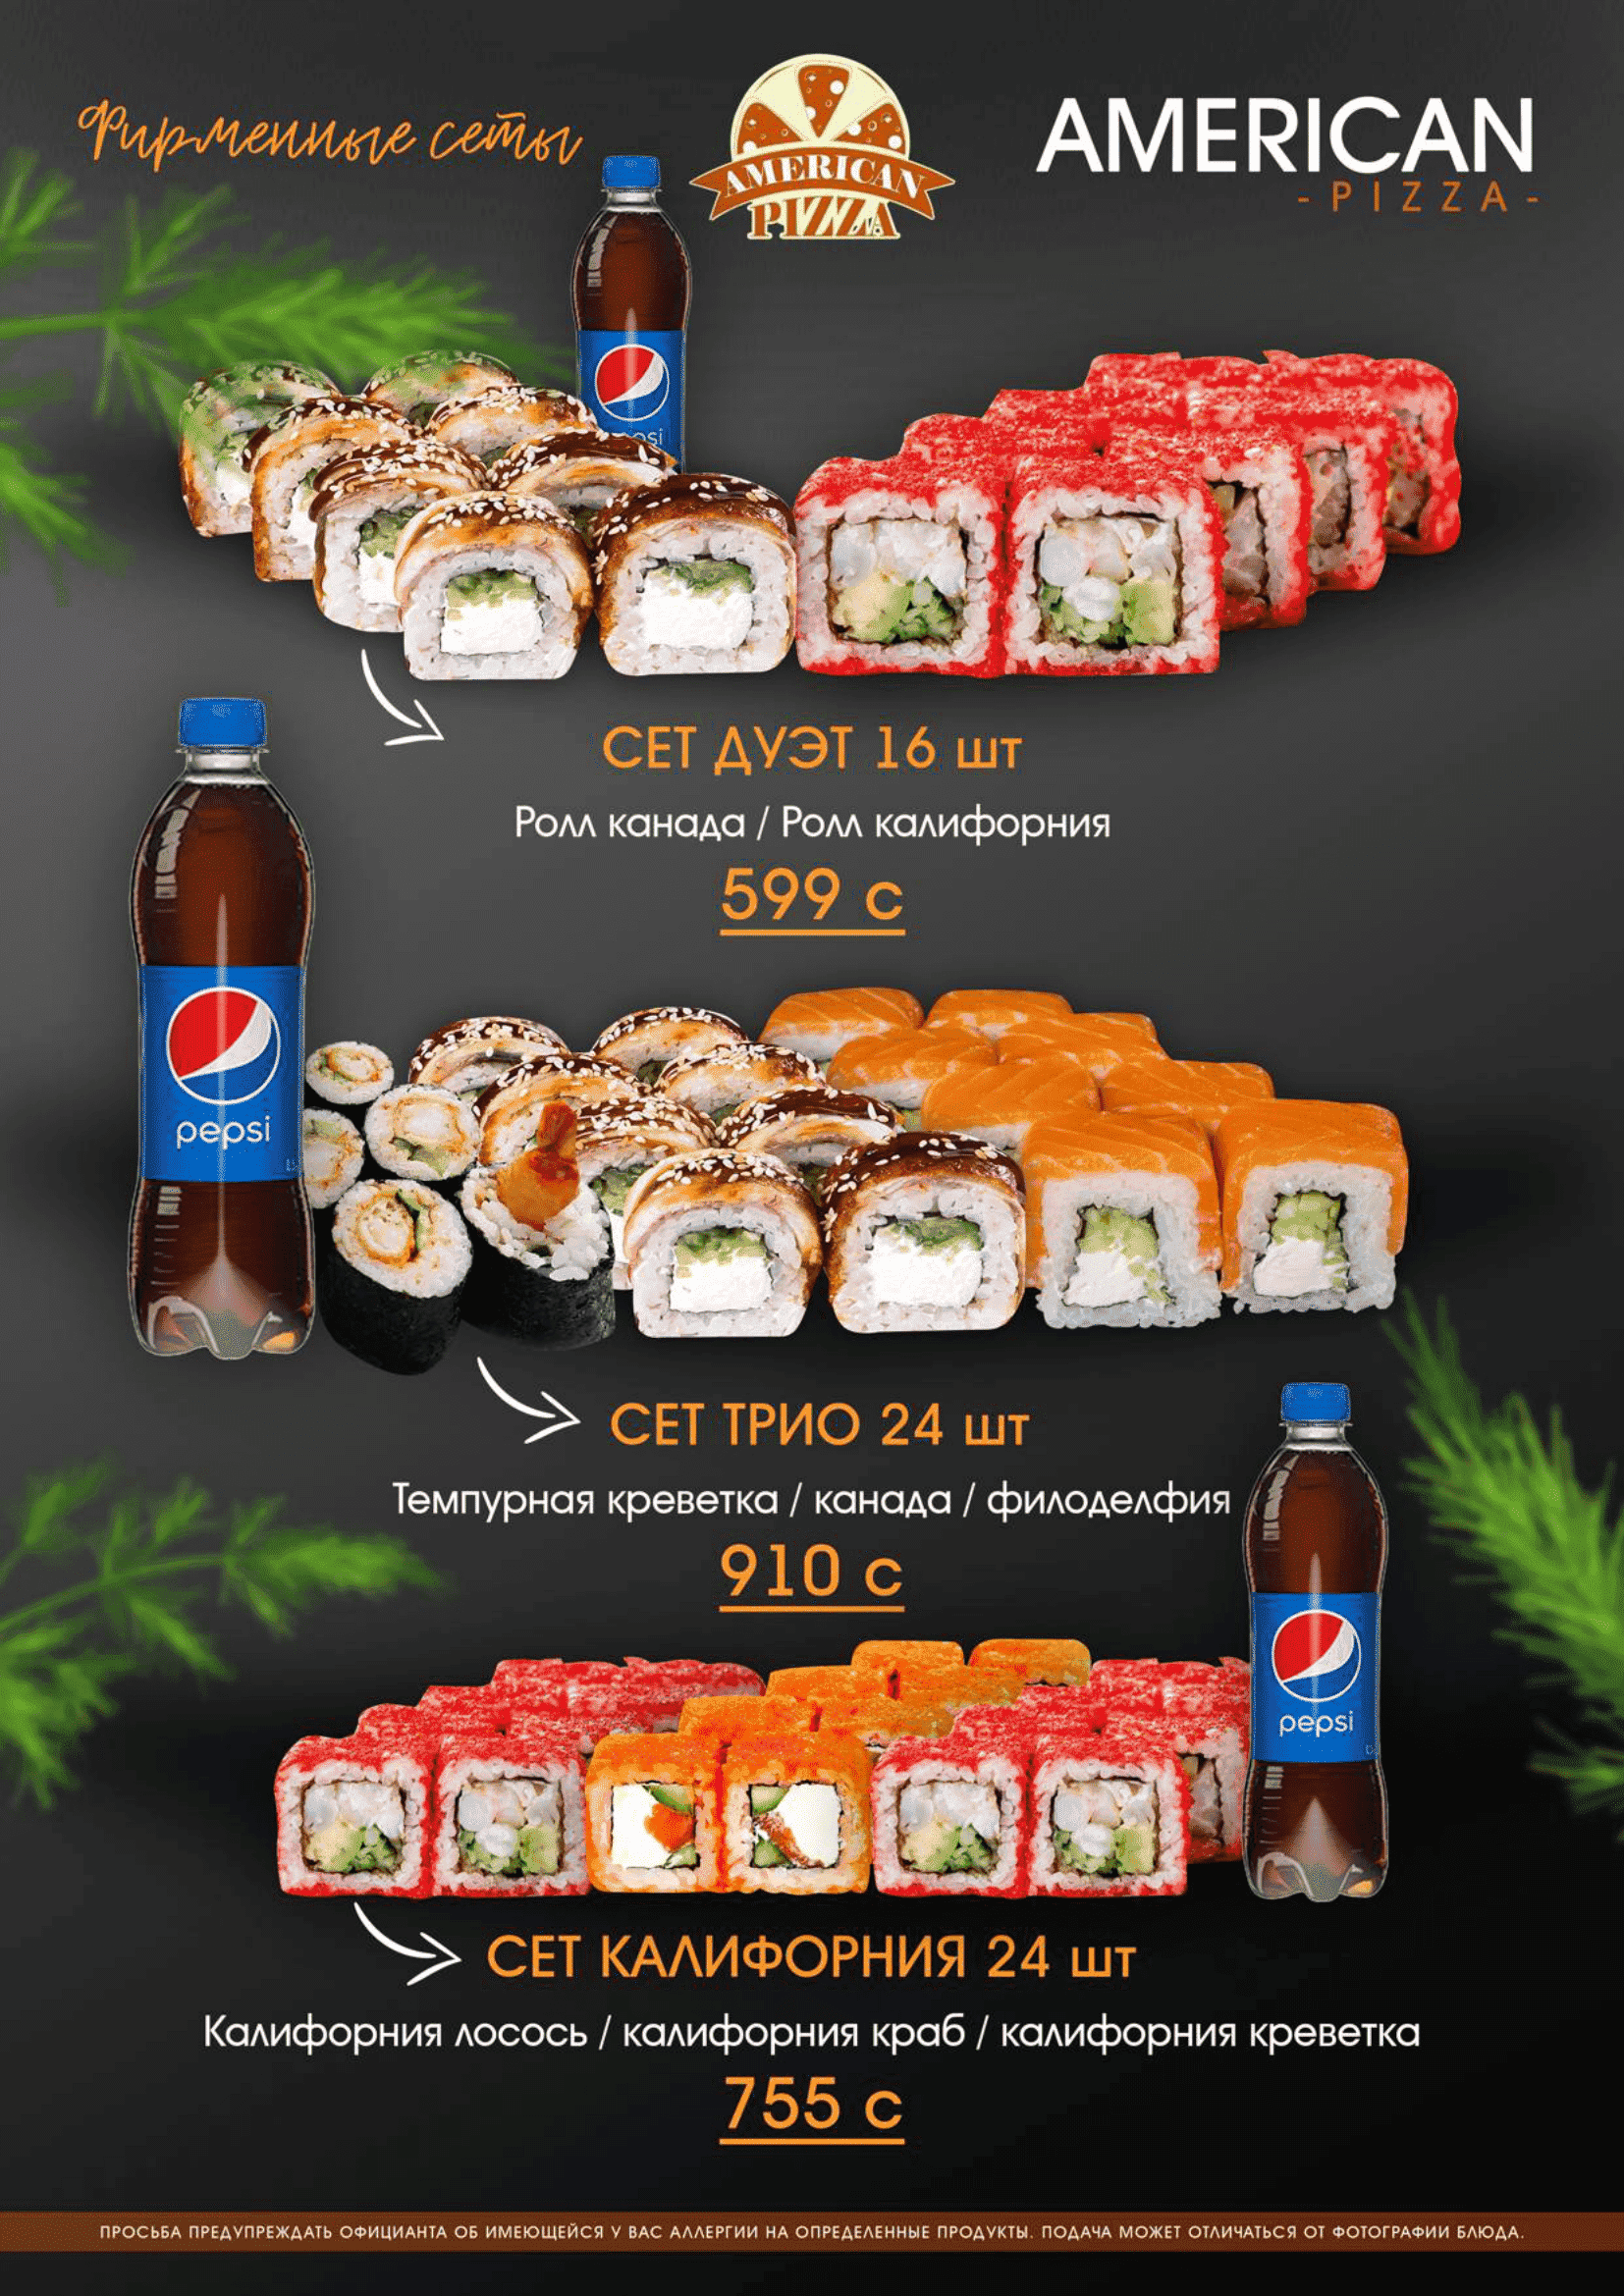 Фирменные сеты
AMERICAN
PIZZA
AMERICAN
- PIZZA -
СЕТ ДУЭТ 16 шт
Ролл канада / Ролл калифорния
599 с
pepsi
СЕТ ТРИО 24 шт
Темпурная креветка / канада / филоделфия
910 с
pepsi
СЕТ КАЛИФОРНИЯ 24 шт
Калифорния лосось / калифорния краб / калифорния креветка
755 с
ПРОСЬБА ПРЕДУПРЕЖДАТЬ ОФИЦИАНТА ОБ ИМЕЮЩЕЙСЯ У ВАС АЛЛЕРГИИ НА ОПРЕДЕЛЕННЫЕ ПРОДУКТЫ. ПОДАЧА МОЖЕТ ОТЛИЧАТЬСЯ ОТ ФОТОГРАФИИ БЛЮДА.